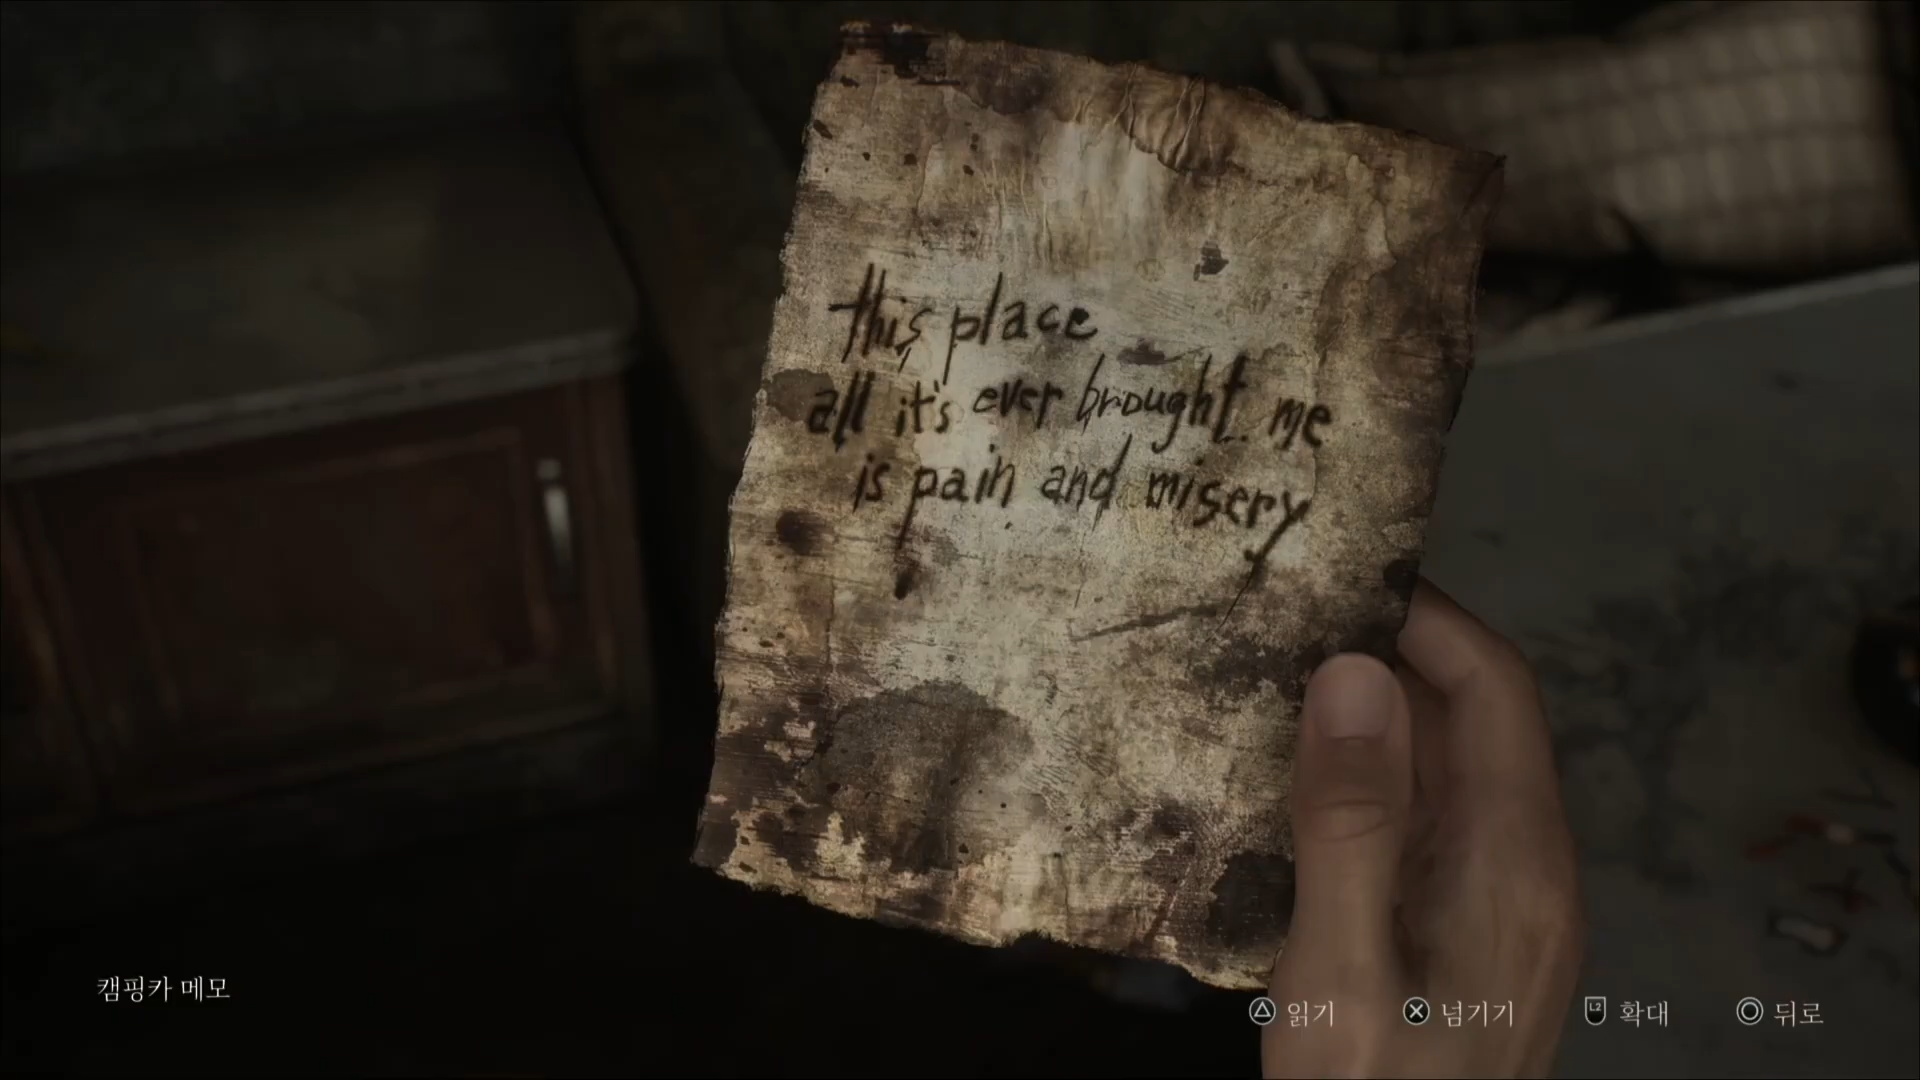 this place
all it's ever brought me
is pain and misery
캠핑카 메모
읽기
넘기기
L2 확대
뒤로